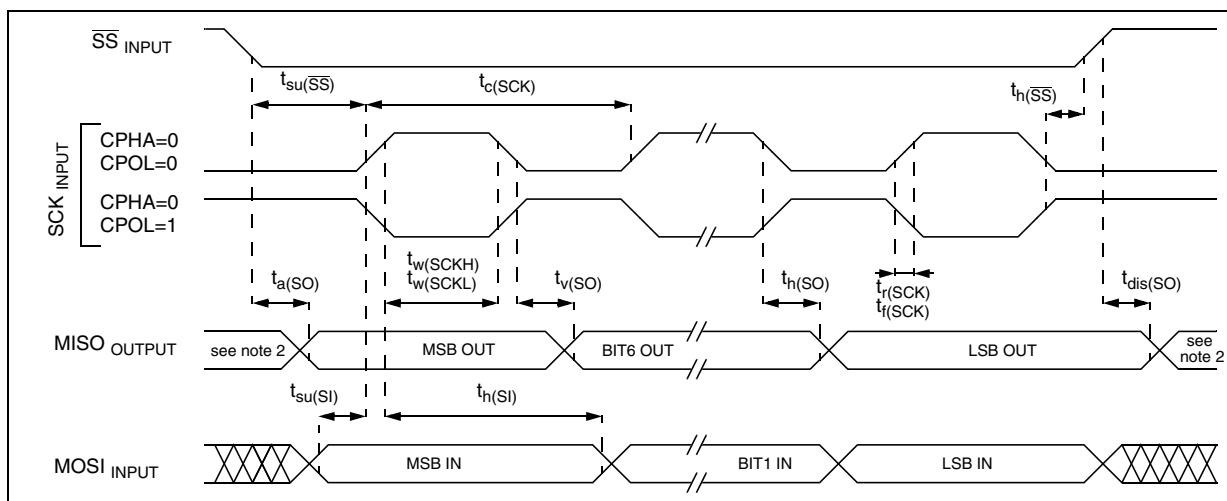 SS INPUT
tsu(SS)
tc(SCK)
th(SS)
SCK INPUT
CPHA=0
CPOL=0
CPHA=0
CPOL=1
ta(SO)
tw(SCKH)
tw(SCKL)
tv(SO)
th(SO)
tr(SCK)
tf(SCK)
tdis(SO)
MISO OUTPUT
see note 2
MSB OUT
BIT6 OUT
LSB OUT
see
note 2
tsu(SI)
th(SI)
MOSI INPUT
MSB IN
BIT1 IN
LSB IN